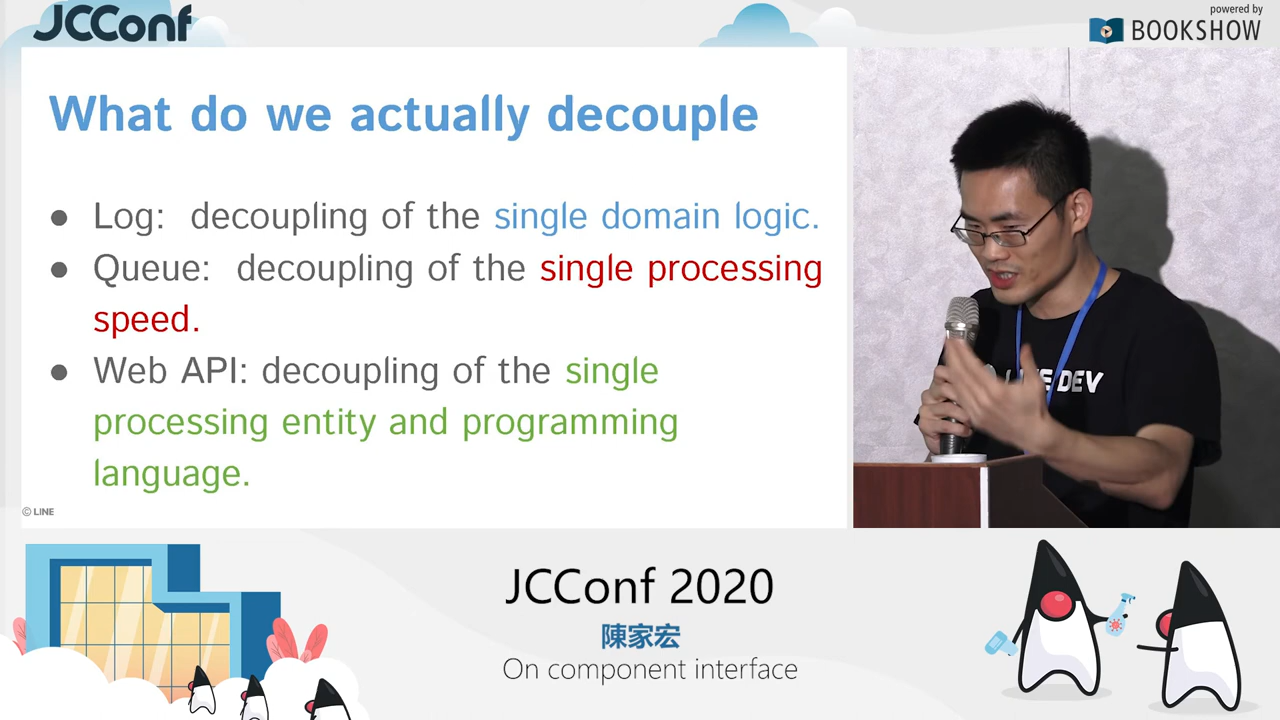 JCConf
powered by
BOOKSHOW
What do we actually decouple
● Log: decoupling of the single domain logic.
● Queue: decoupling of the single processing
speed.
● Web API: decoupling of the single
processing entity and programming
language.
© LINE
DEV
JCConf 2020
陳家宏
On component interface